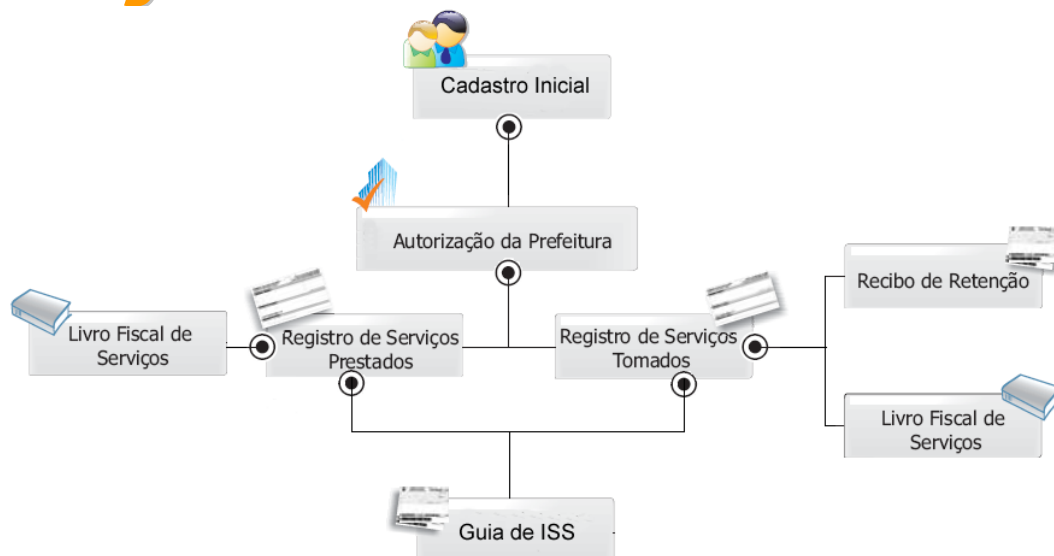 Cadastro Inicial
Autorização da Prefeitura
Recibo de Retenção
Livro Fiscal de
Serviços
Registro de Serviços
Prestados
Registro de Serviços
Tomados
Livro Fiscal de
Serviços
Guia de ISS